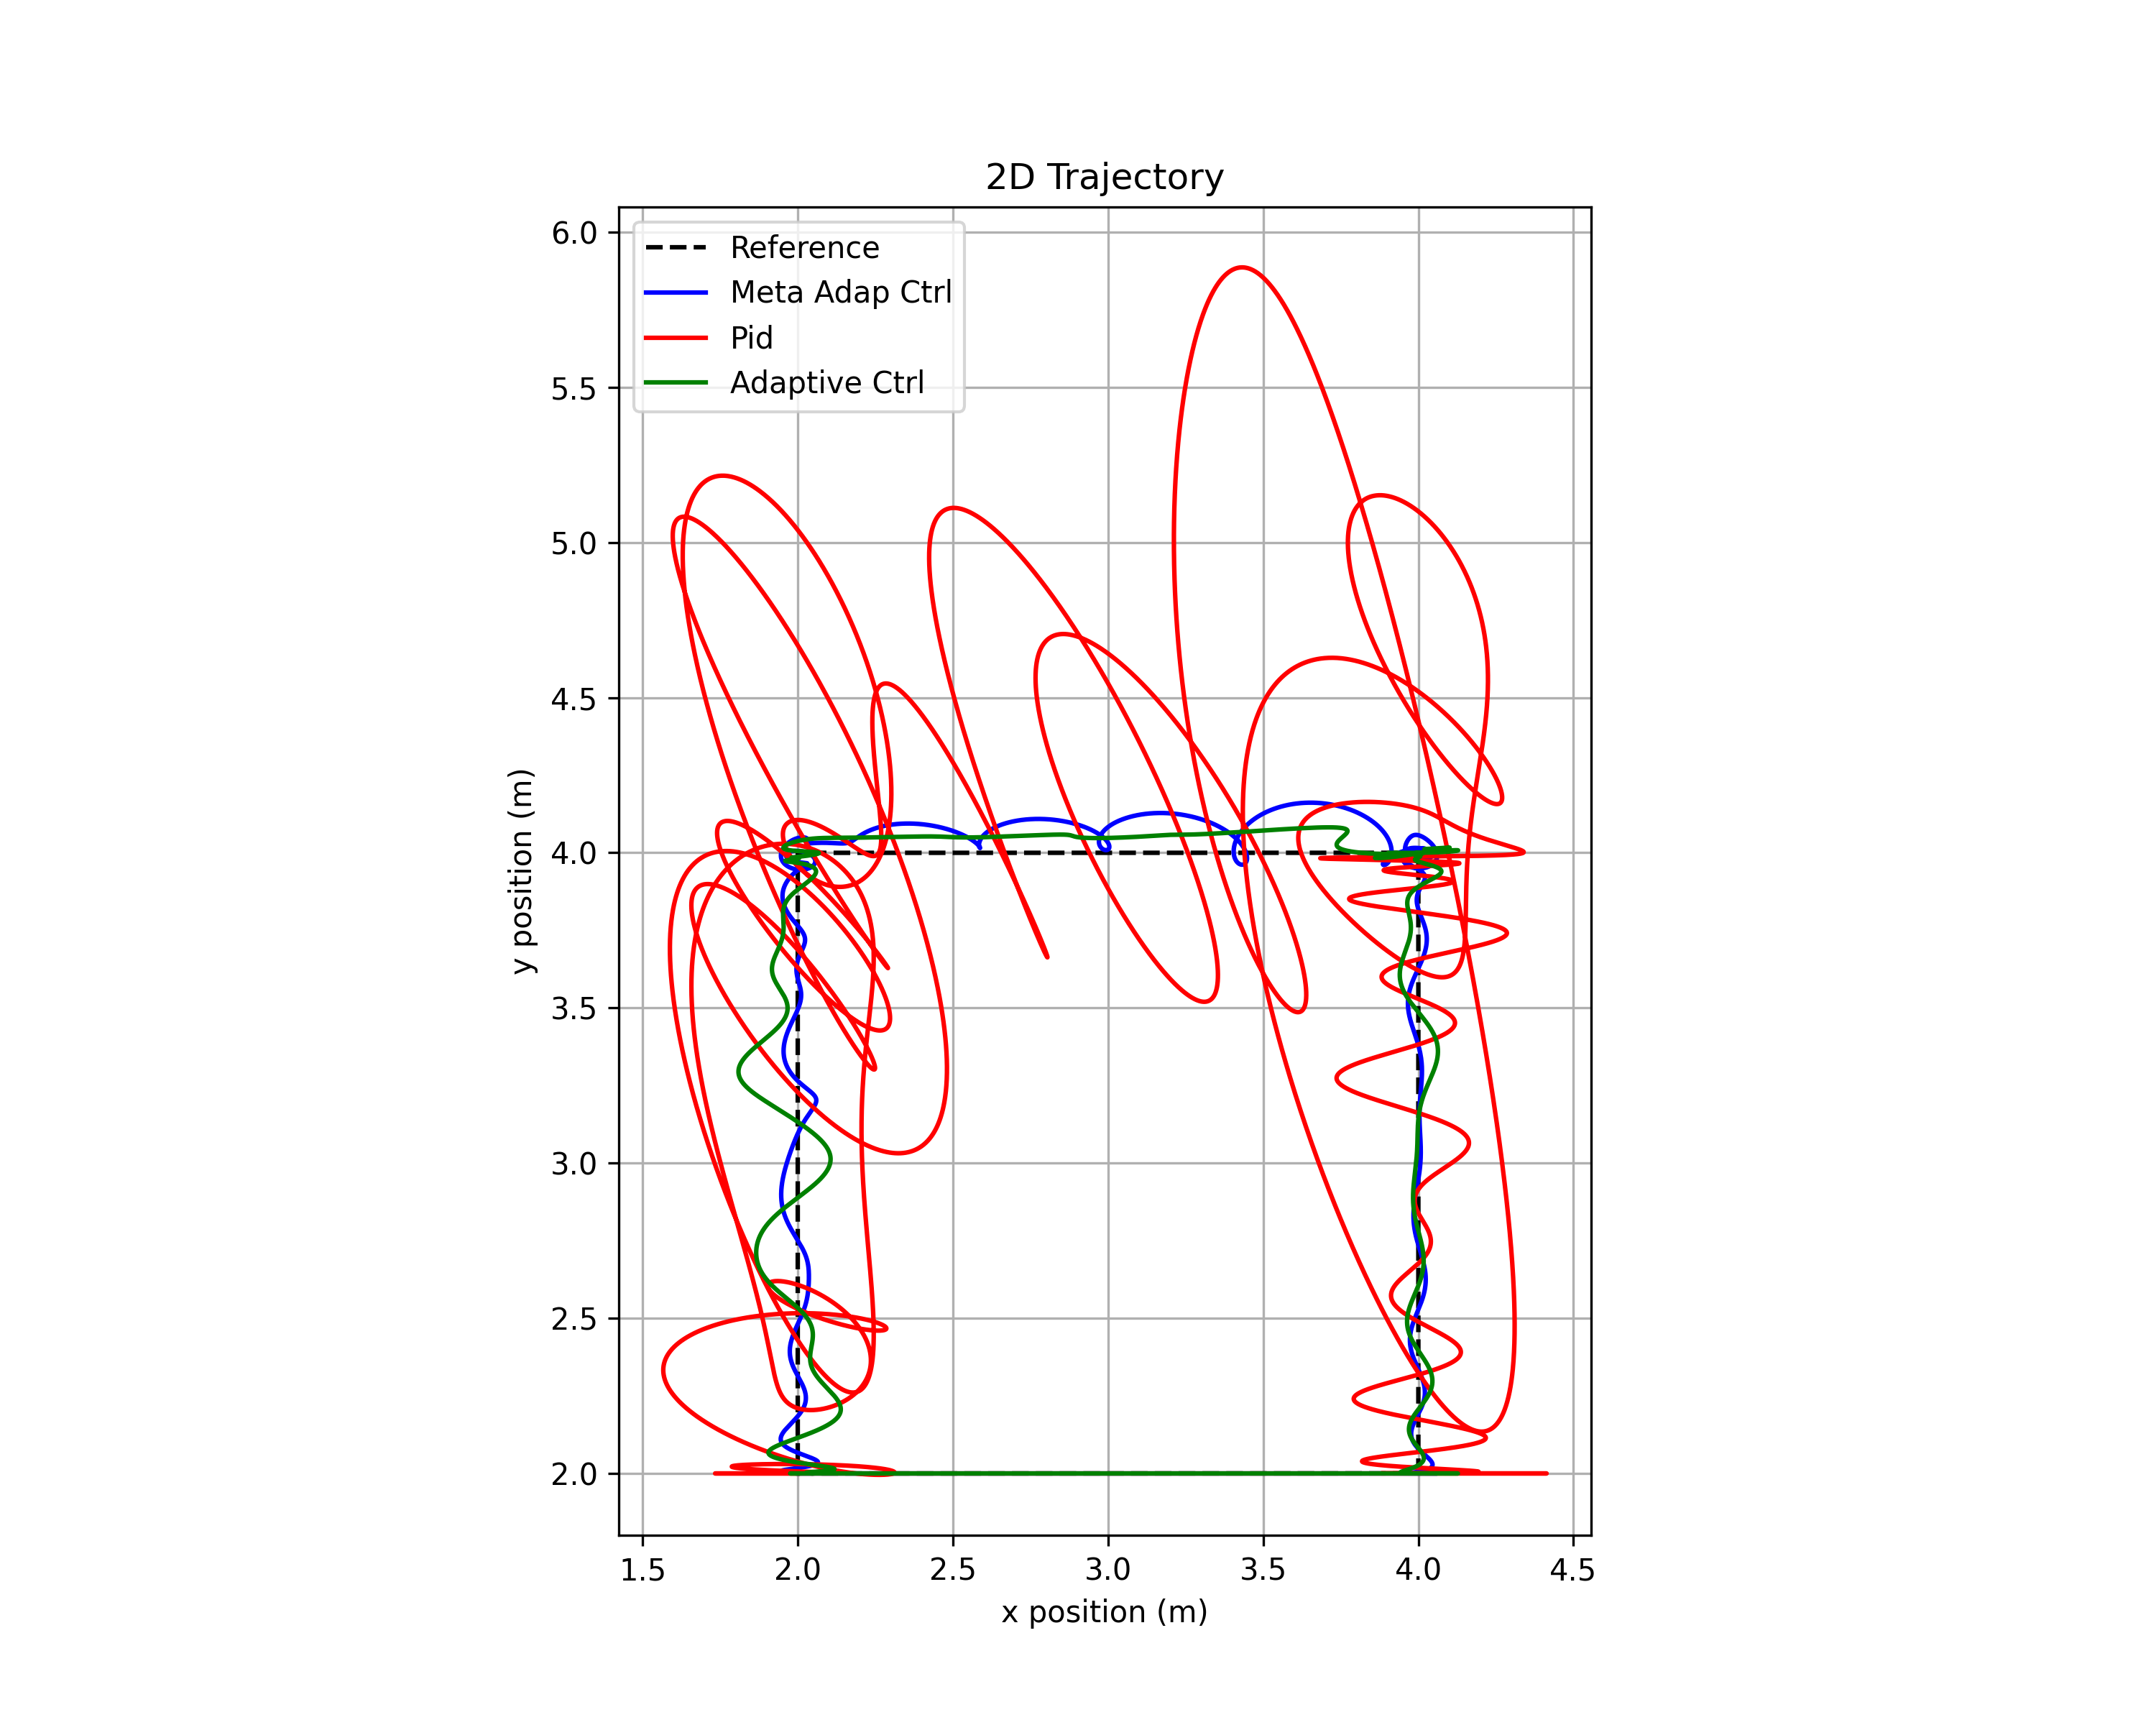 2D Trajectory
Reference
Meta Adap Ctrl
Pid
Adaptive Ctrl
6.0
5.5
5.0
4.5
4.0
3.5
3.0
2.5
2.0
y position (m)
1.5 2.0 2.5 3.0 3.5 4.0 4.5
x position (m)